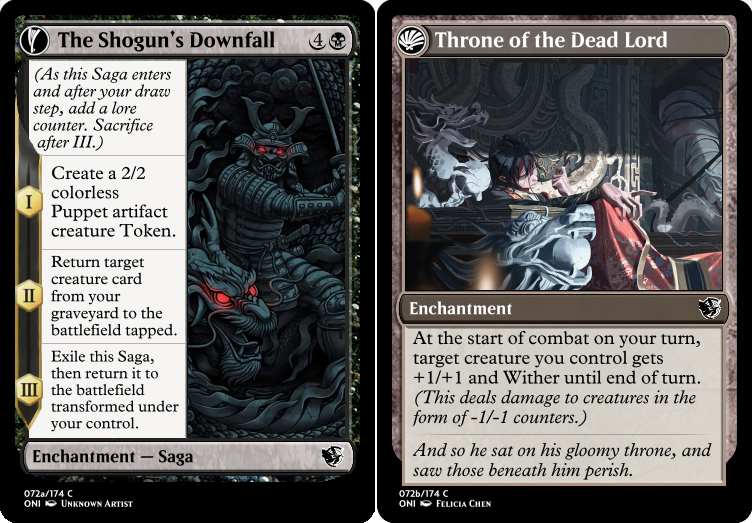 The Shogun's Downfall 4
(As this Saga enters
and after your draw
step, add a lore
counter. Sacrifice
after III.)
I
Create a 2/2
colorless
Puppet artifact
creature Token.
II
Return target
creature card
from your
graveyard to the
battlefield tapped.
III
Exile this Saga,
then return it to
the battlefield
transformed under
your control.
Enchantment — Saga
072a/174 C
ONI Unknown Artist
Throne of the Dead Lord
Enchantment
At the start of combat on your turn,
target creature you control gets
+1/+1 and Wither until end of turn.
(This deals damage to creatures in the
form of -1/-1 counters.)
And so he sat on his gloomy throne, and
saw those beneath him perish.
072b/174 C
ONI Felicia Chen